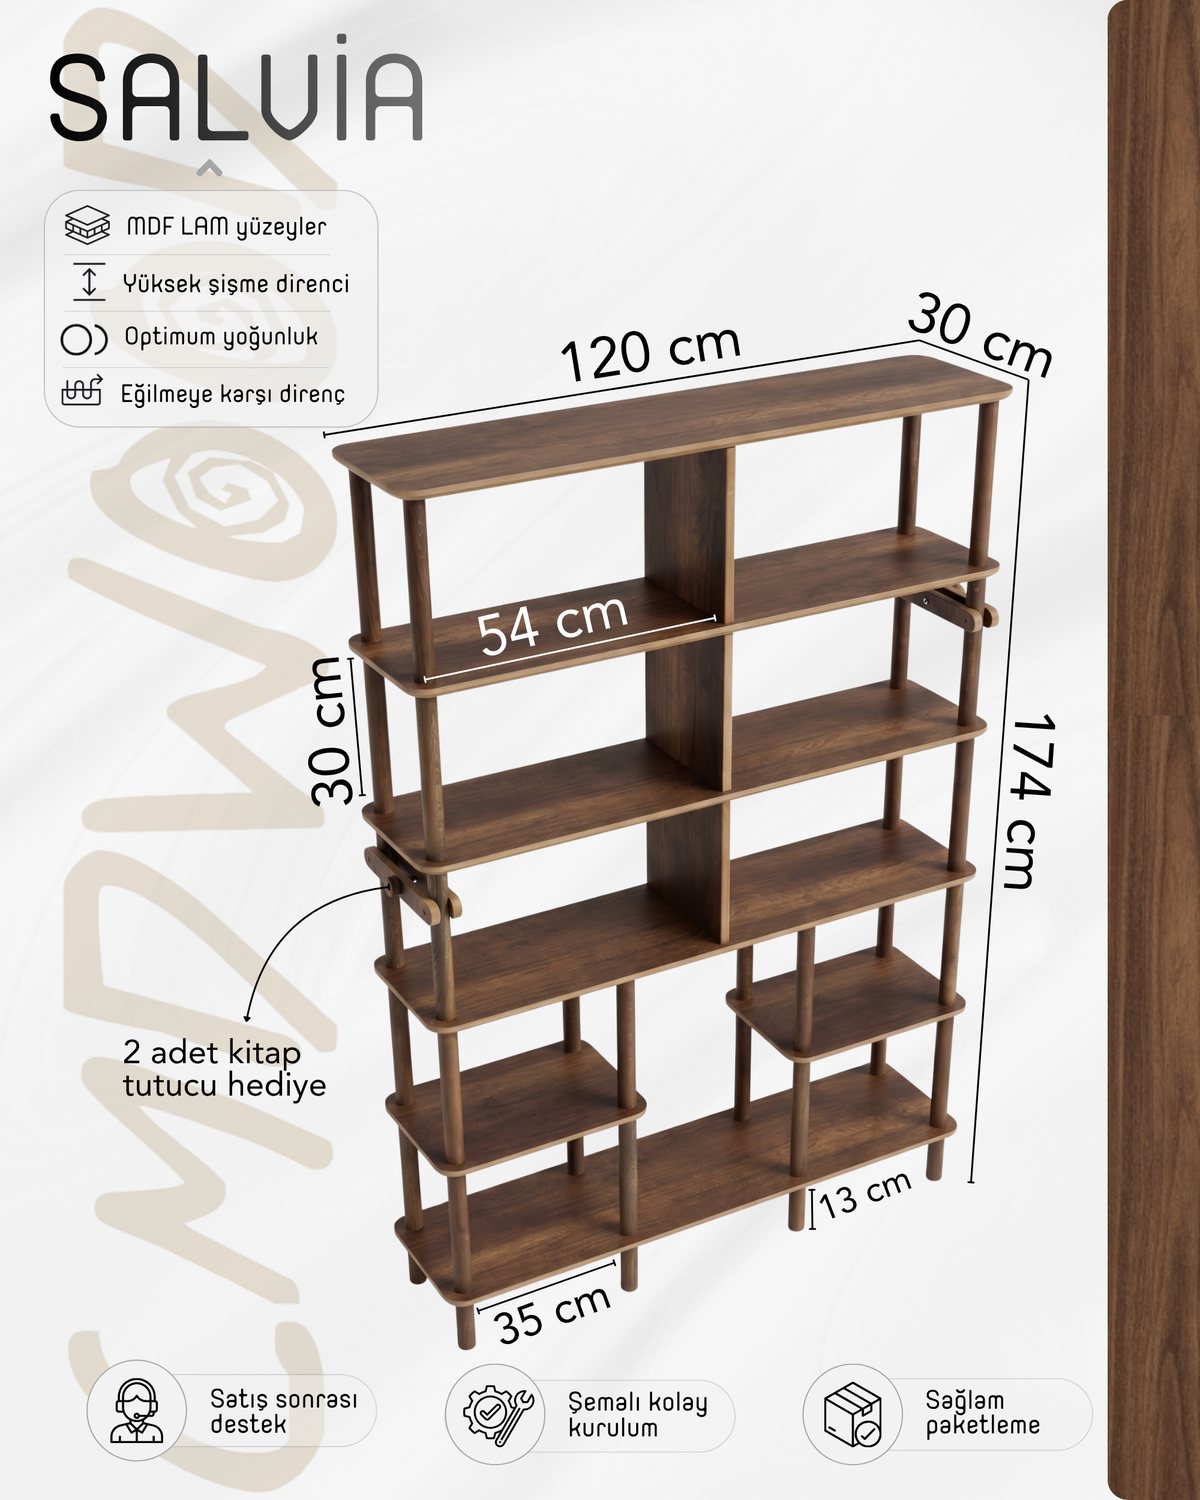 SALVİA
MDF LAM yüzeyler
Yüksek şişme direnci
Optimum yoğunluk
Eğilmeye karşı direnç
120 cm
30 cm
54 cm
30 cm
174 cm
2 adet kitap
tutucu hediye
13 cm
35 cm
Satış sonrası
destek
Şemalı kolay
kurulum
Sağlam
paketleme